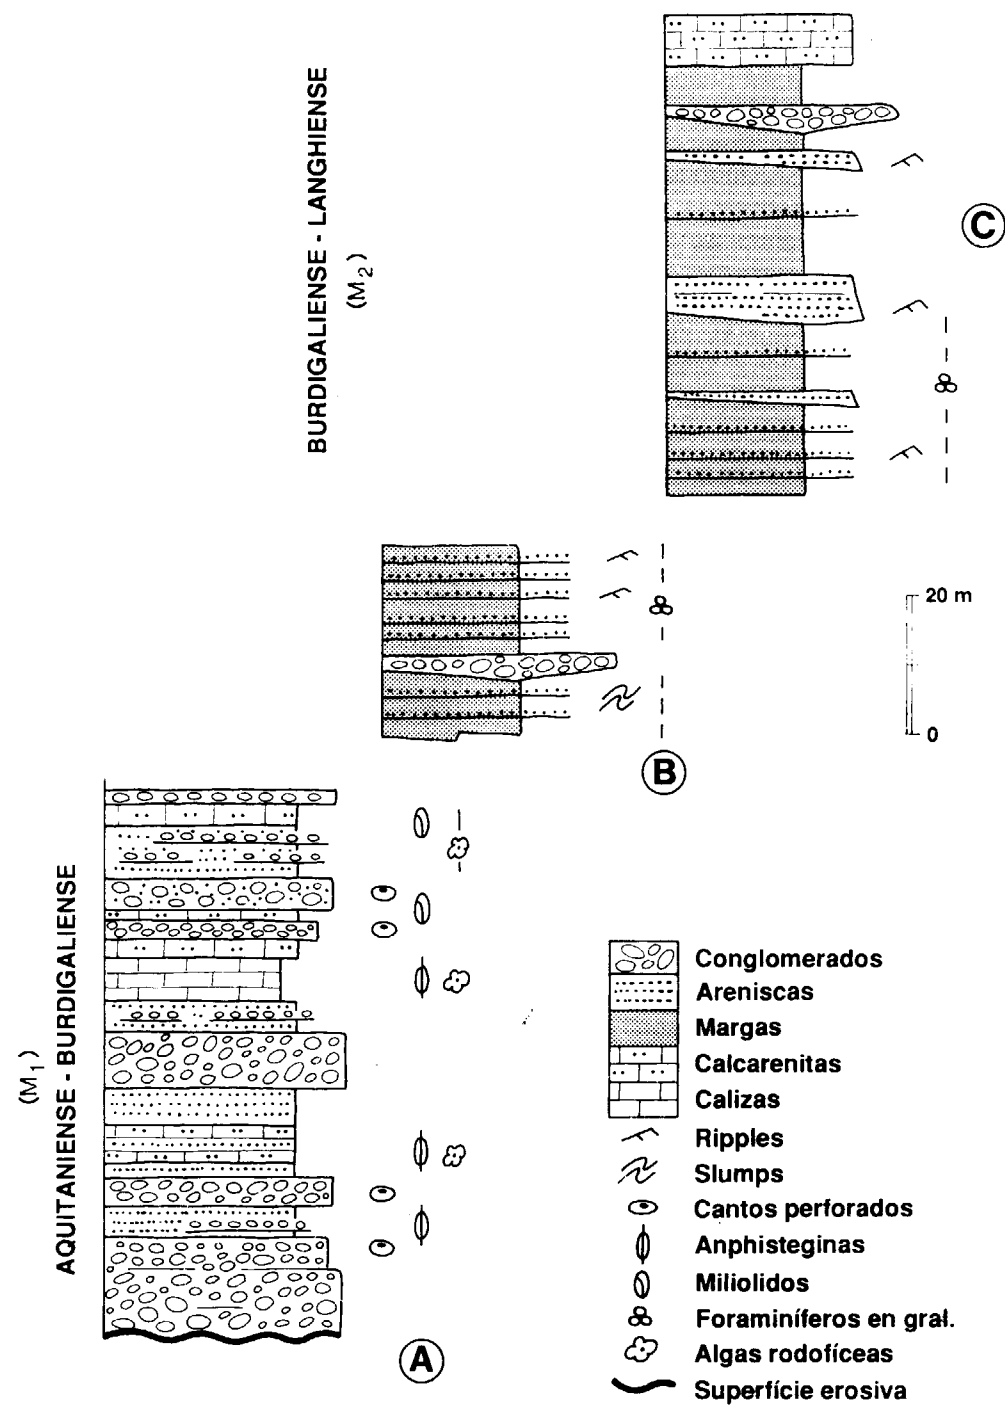 BURDIGALIENSE - LANGHIENSE
(M2)
C
20 m
0
B
AQUITANIENSE - BURDIGALIENSE
(M1)
A
Conglomerados
Areniscas
Margas
Calcarenitas
Calizas
Ripples
Slumps
Cantos perforados
Anphisteginas
Miliolidos
Foraminíferos en gral.
Algas rodofíceas
Superfície erosiva